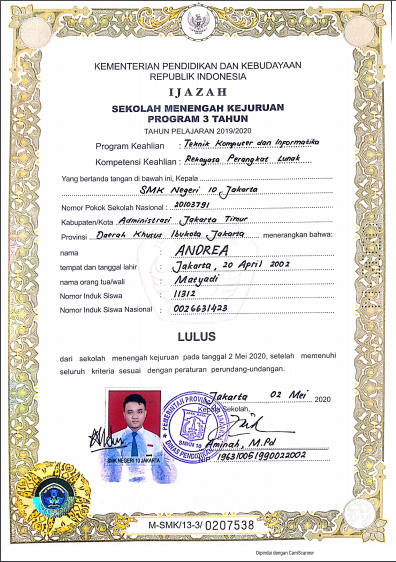 KEMENTERIAN PENDIDIKAN DAN KEBUDAYAAN
REPUBLIK INDONESIA
IJAZAH
SEKOLAH MENENGAH KEJURUAN
PROGRAM 3 TAHUN
TAHUN PELAJARAN 2019/2020
Program Keahlian : Teknik Komputer dan Informatika
Kompetensi Keahlian : Rekayasa Perangkat Lunak
Yang bertanda tangan di bawah ini, Kepala
SMK Negeri 10 Jakarta
Nomor Pokok Sekolah Nasional : 20103791
Kabupaten/Kota Administrasi Jakarta Timur
Provinsi Daerah Khusus Ibukota Jakarta menerangkan bahwa:
nama : ANDREA
tempat dan tanggal lahir : Jakarta, 20 April 2002
nama orang tua/wali : Matyadi
Nomor Induk Siswa : 11312
Nomor Induk Siswa Nasional : 0026631423
LULUS
dari sekolah menengah kejuruan pada tanggal 2 Mei 2020, setelah memenuhi
seluruh kriteria sesuai dengan peraturan perundang-undangan.
Jakarta 02 Mei 2020
Kepala Sekolah,
PEMERINTAH PROVINSI
SMKN 10
DINAS PENDIDIKAN
Aminah, M.Pd
NIP 196310051990022002
SMK NEGERI 10 JAKARTA
M-SMK/13-3/ 0207538
Dipindai dengan CamScanner